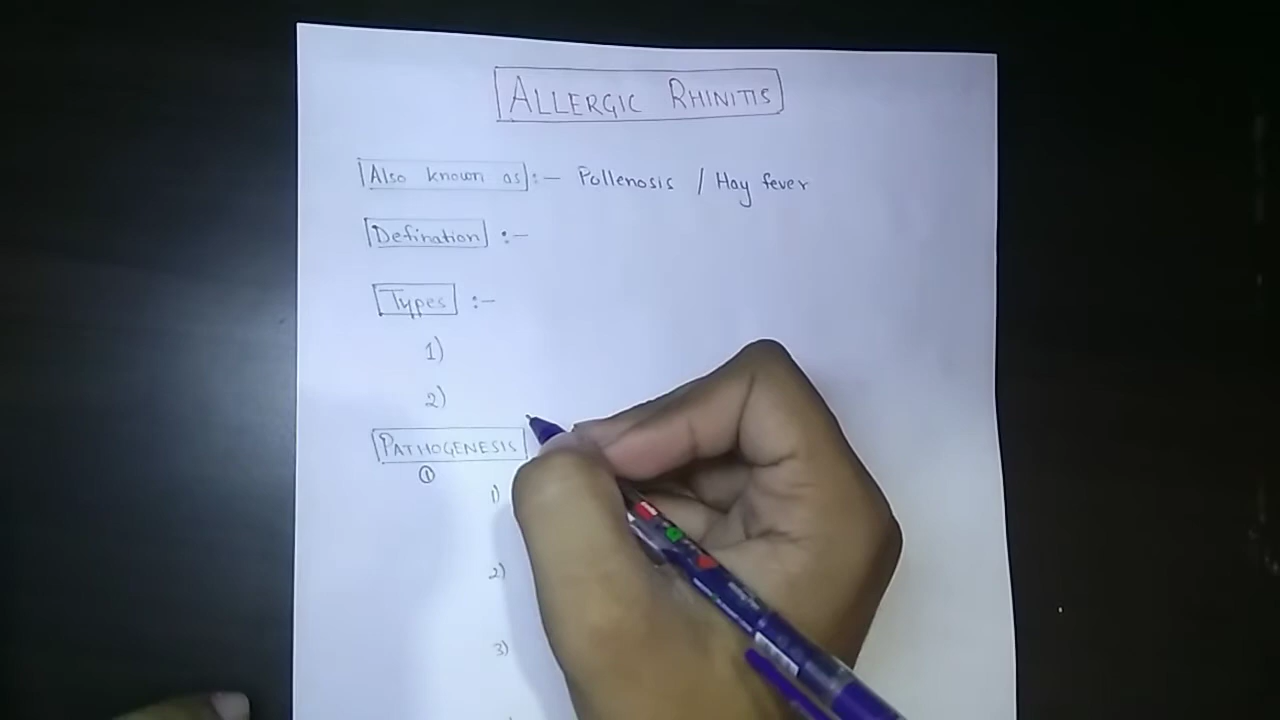 ALLERGIC RHINITIS
Also known as :- Pollenosis / Hay fever
Defination :-
Types :-
1)
2)
PATHOGENESIS
①
1)
2)
3)